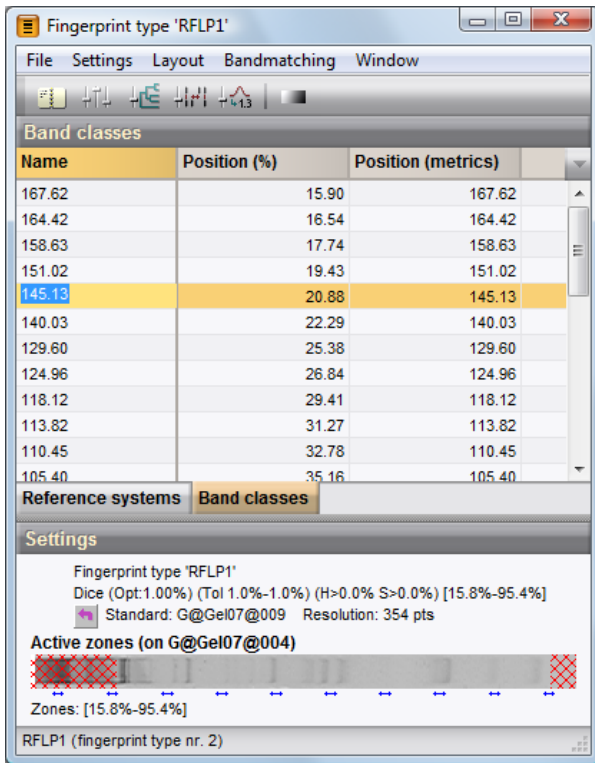 Fingerprint type 'RFLP1'
File Settings Layout Bandmatching Window
1.3
Band classes
Name Position (%) Position (metrics)
167.62 15.90 167.62
164.42 16.54 164.42
158.63 17.74 158.63
151.02 19.43 151.02
145.13 20.88 145.13
140.03 22.29 140.03
129.60 25.38 129.60
124.96 26.84 124.96
118.12 29.41 118.12
113.82 31.27 113.82
110.45 32.78 110.45
105.40 35.16 105.40
Reference systems Band classes
Settings
Fingerprint type 'RFLP1'
Dice (Opt:1.00%) (Tol 1.0%-1.0%) (H>0.0% S>0.0%) [15.8%-95.4%]
Standard: G@Gel07@009 Resolution: 354 pts
Active zones (on G@Gel07@004)
Zones: [15.8%-95.4%]
RFLP1 (fingerprint type nr. 2)